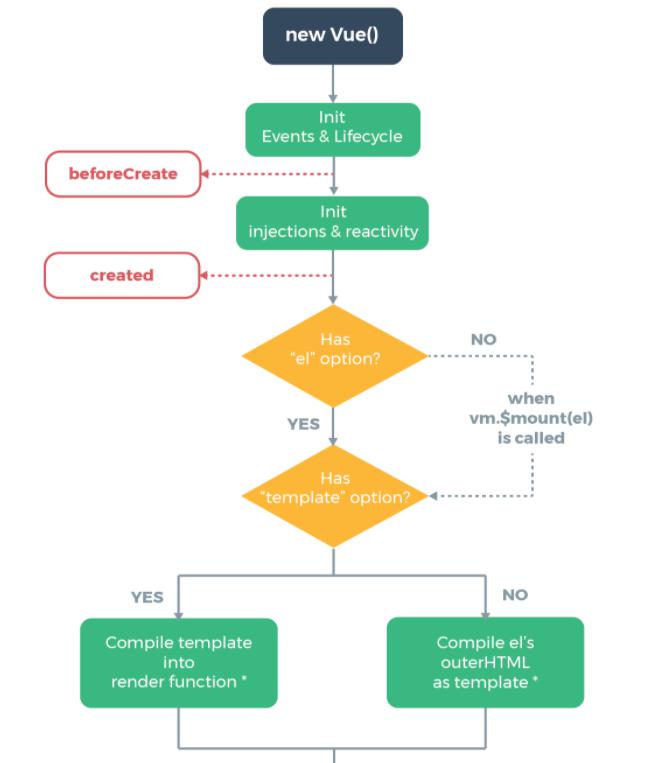 new Vue()
Init
Events & Lifecycle
beforeCreate
Init
injections & reactivity
created
Has
"el" option?
NO
when
vm.$mount(el)
is called
YES
Has
"template" option?
YES
NO
Compile template
into
render function *
Compile el's
outerHTML
as template *